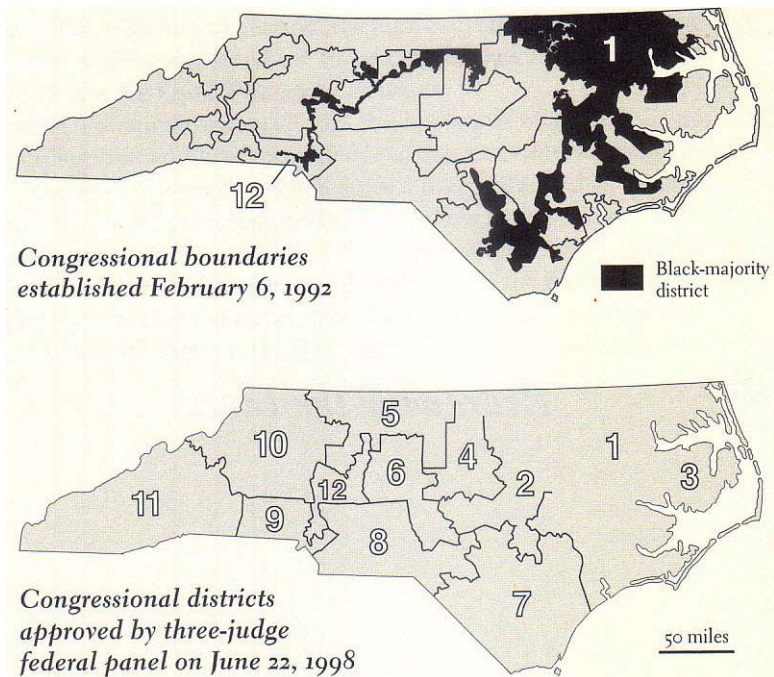 1
12
Congressional boundaries
established February 6, 1992
Black-majority
district
5
10
4
1
6
2
3
12
11
9
8
7
Congressional districts
approved by three-judge
federal panel on June 22, 1998
50 miles